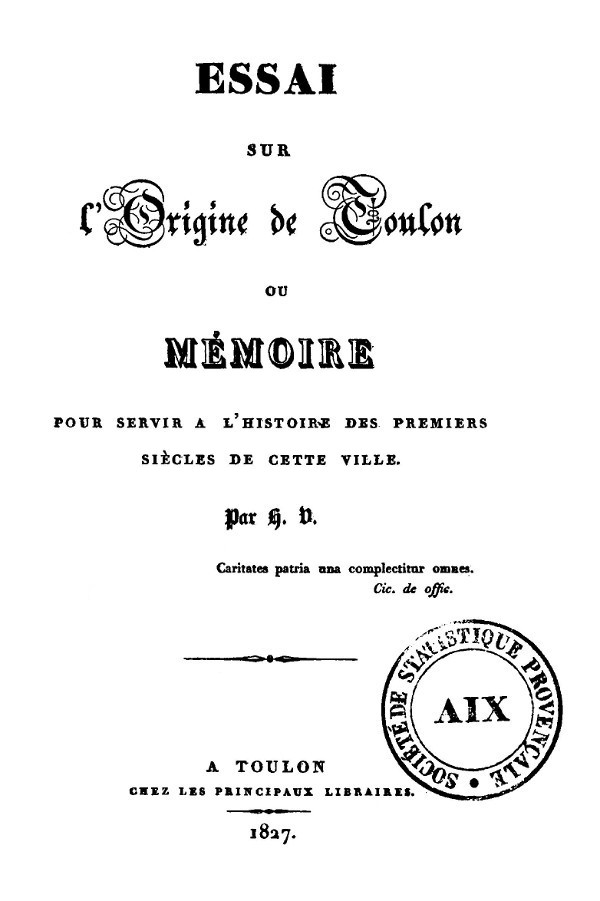 ESSAI
SUR
l'Origine de Toulon
OU
MÉMOIRE
POUR SERVIR A L'HISTOIRE DES PREMIERS
SIÈCLES DE CETTE VILLE.
Par H. V.
Caritates patria una complectitur omnes.
Cic. de offic.
SOCIÉTÉ DE STATISTIQUE PROVENÇALE
AIX
A TOULON
CHEZ LES PRINCIPAUX LIBRAIRES.
1827.